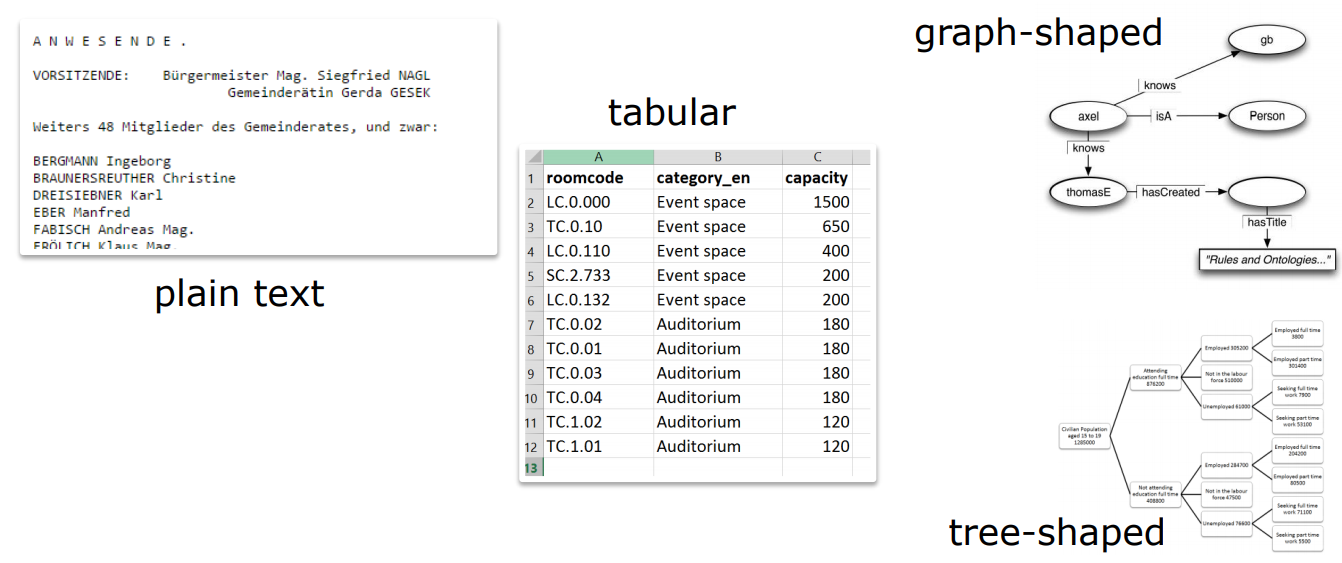 A N W E S E N D E .
VORSITZENDE: Bürgermeister Mag. Siegfried NAGL
Gemeinderätin Gerda GESEK
Weiters 48 Mitglieder des Gemeinderates, und zwar:
BERGMANN Ingeborg
BRAUNERSREUTHER Christine
DREISIEBNER Karl
EBER Manfred
FABISCH Andreas Mag.
FRÖLICH Klaus Mag.
plain text
tabular
A B C
1 roomcode category_en capacity
2 LC.0.000 Event space 1500
3 TC.0.10 Event space 650
4 LC.0.110 Event space 400
5 SC.2.733 Event space 200
6 LC.0.132 Event space 200
7 TC.0.02 Auditorium 180
8 TC.0.01 Auditorium 180
9 TC.0.03 Auditorium 180
10 TC.0.04 Auditorium 180
11 TC.1.02 Auditorium 120
12 TC.1.01 Auditorium 120
13
graph-shaped
gb
knows
axel isA Person
knows
thomasE hasCreated
hasTitle
"Rules and Ontologies..."
Civilian Population
aged 15 to 19
1285000
Attending
education full time
876200
Employed 305200
Employed full time
3800
Employed part time
301400
Not in the labour
force 510000
Unemployed 61000
Seeking full time
work 7900
Seeking part time
work 53100
Not attending
education full time
408800
Employed 284700
Employed full time
204200
Employed part time
80500
Not in the labour
force 47500
Unemployed 76600
Seeking full time
work 71100
Seeking part time
work 5500
tree-shaped